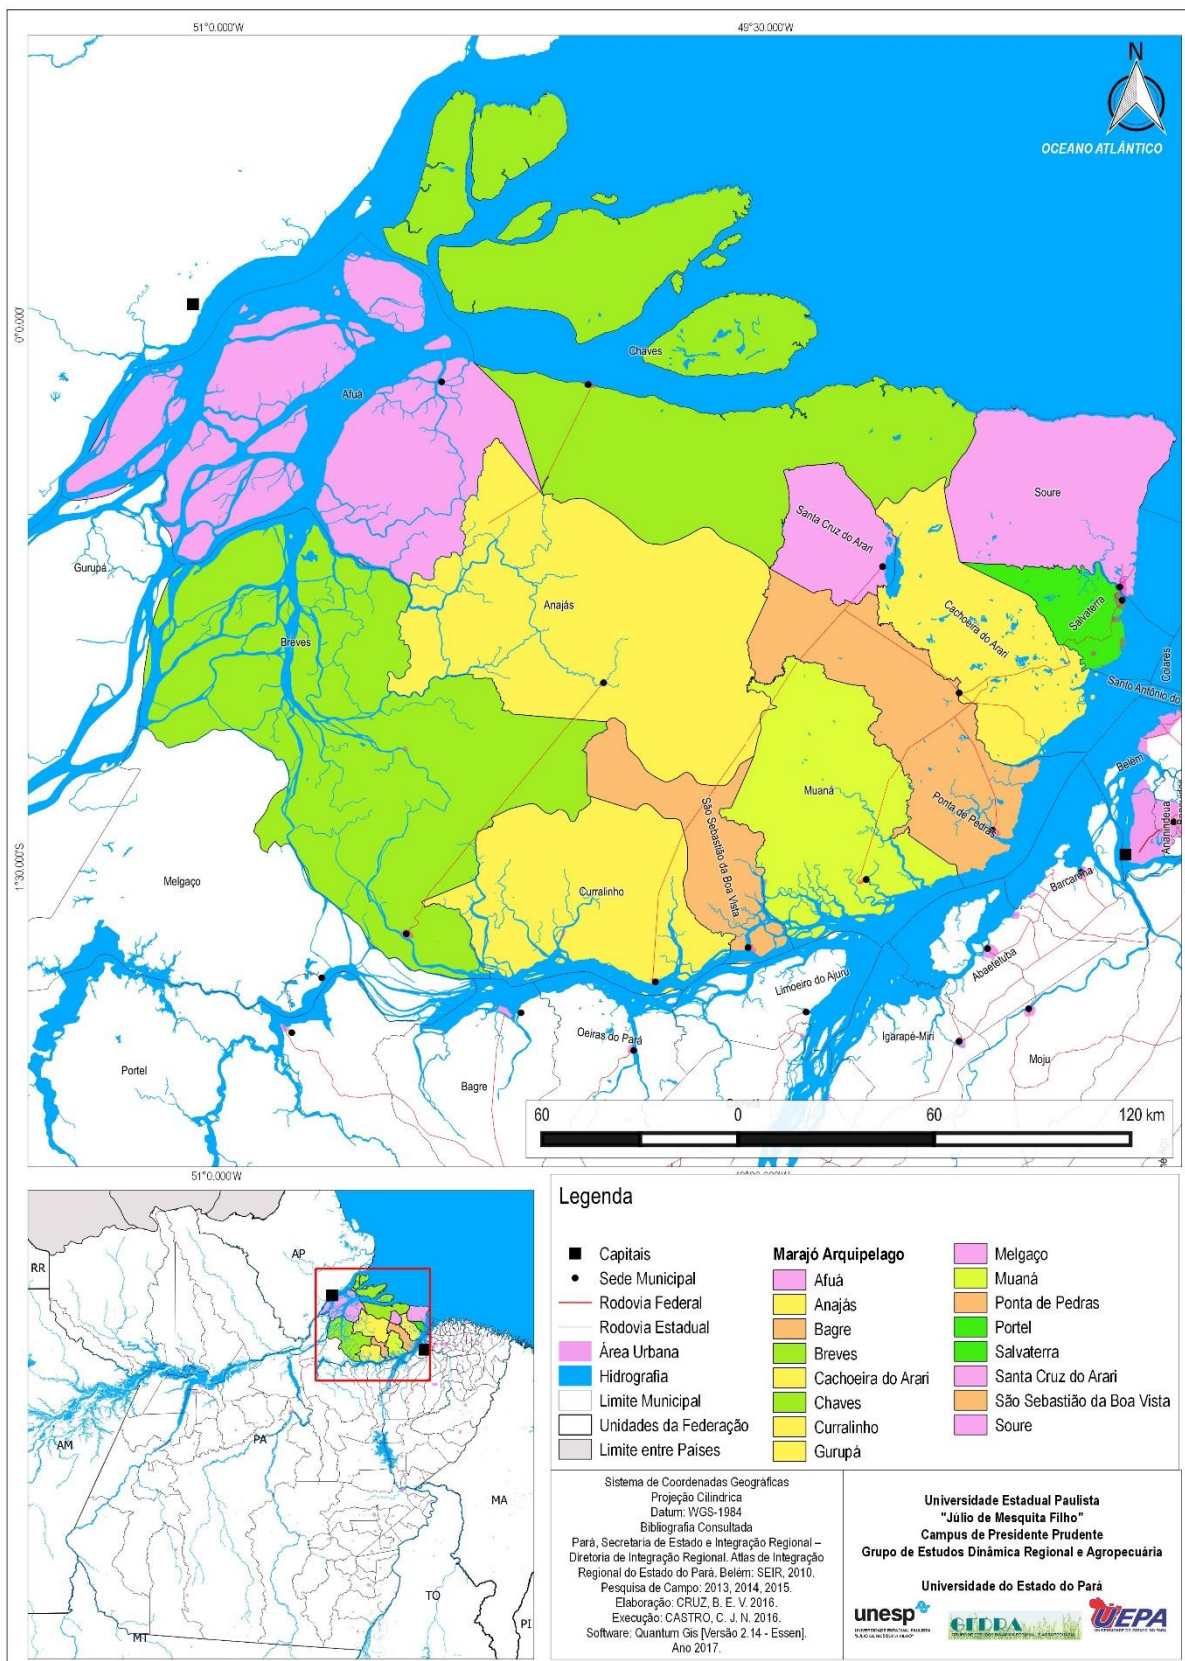 51°0.000'W
49°30.000'W
N
OCEANO ATLÂNTICO
0°0.000'
Chaves
Afuá
Soure
Santa Cruz do Arari
Gurupá
Anajás
Salvaterra
Cachoeira do Arari
Breves
Colares
Santo Antônio do
Belém
Muaná
São Sebastião da Boa Vista
Ponta de Pedras
Ananindeua
1°30.000'S
Melgaço
Curralinho
Barcarena
Abaetetuba
Limoeiro do Ajuru
Oeiras do Pará
Igarapé-Miri
Moju
Portel
Bagre
60 0 60 120 km
51°0.000'W
AP
RR
AM
PA
MA
TO
PI
MT
Legenda
Capitais
Sede Municipal
Rodovia Federal
Rodovia Estadual
Área Urbana
Hidrografia
Limite Municipal
Unidades da Federação
Limite entre Paises
Marajó Arquipelago
Afuá
Anajás
Bagre
Breves
Cachoeira do Arari
Chaves
Curralinho
Gurupá
Melgaço
Muaná
Ponta de Pedras
Portel
Salvaterra
Santa Cruz do Arari
São Sebastião da Boa Vista
Soure
Sistema de Coordenadas Geográficas
Projeção Cilindrica
Datum: WGS-1984
Bibliografia Consultada
Pará, Secretaria de Estado e Integração Regional –
Diretoria de Integração Regional. Atlas de Integração
Regional do Estado do Pará. Belém: SEIR, 2010.
Pesquisa de Campo: 2013, 2014, 2015.
Elaboração: CRUZ, B. E. V. 2016.
Execução: CASTRO, C. J. N. 2016.
Software: Quantum Gis [Versão 2.14 - Essen].
Ano 2017.
Universidade Estadual Paulista
"Júlio de Mesquita Filho"
Campus de Presidente Prudente
Grupo de Estudos Dinâmica Regional e Agropecuária
Universidade do Estado do Pará
unesp
GEDRA
UEPA